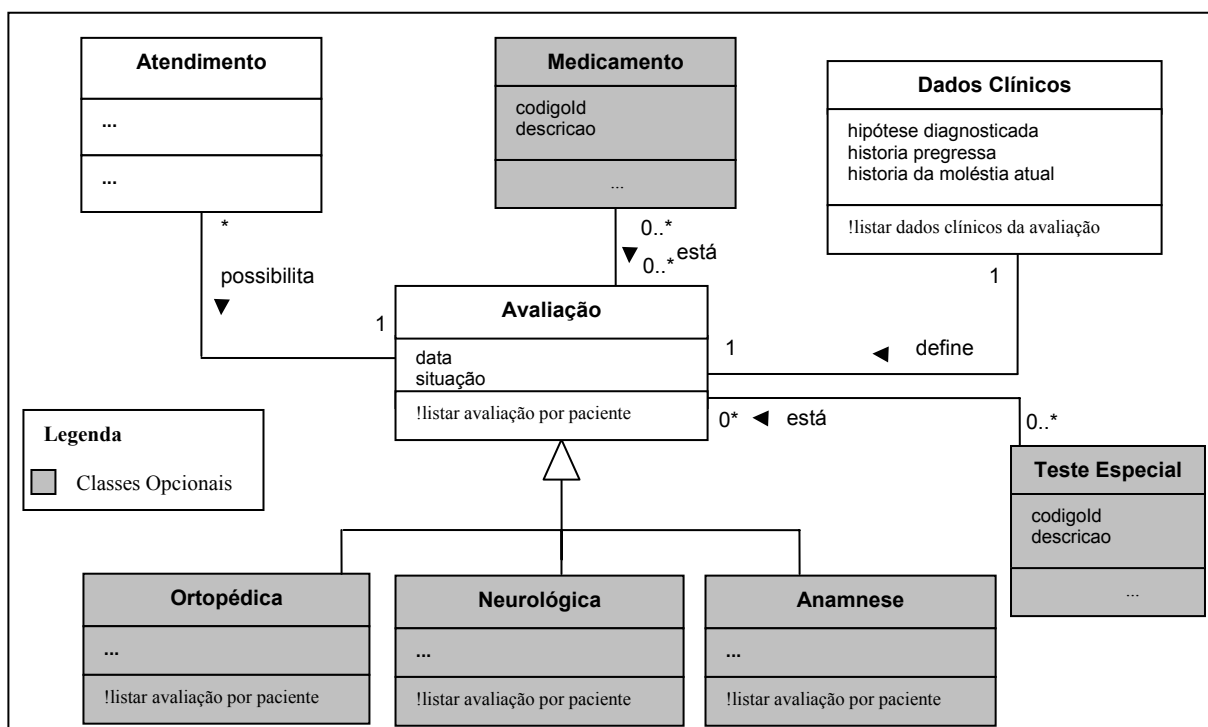 Atendimento
...
...
Medicamento
codigoId
descricao
...
Dados Clínicos
hipótese diagnosticada
historia pregressa
historia da moléstia atual
!listar dados clínicos da avaliação
*
possibilita
1
0..*
está
0..*
1
define
1
Avaliação
data
situação
!listar avaliação por paciente
0*
está
0..*
Legenda
Classes Opcionais
Teste Especial
codigoId
descricao
...
Ortopédica
...
!listar avaliação por paciente
Neurológica
...
!listar avaliação por paciente
Anamnese
...
!listar avaliação por paciente